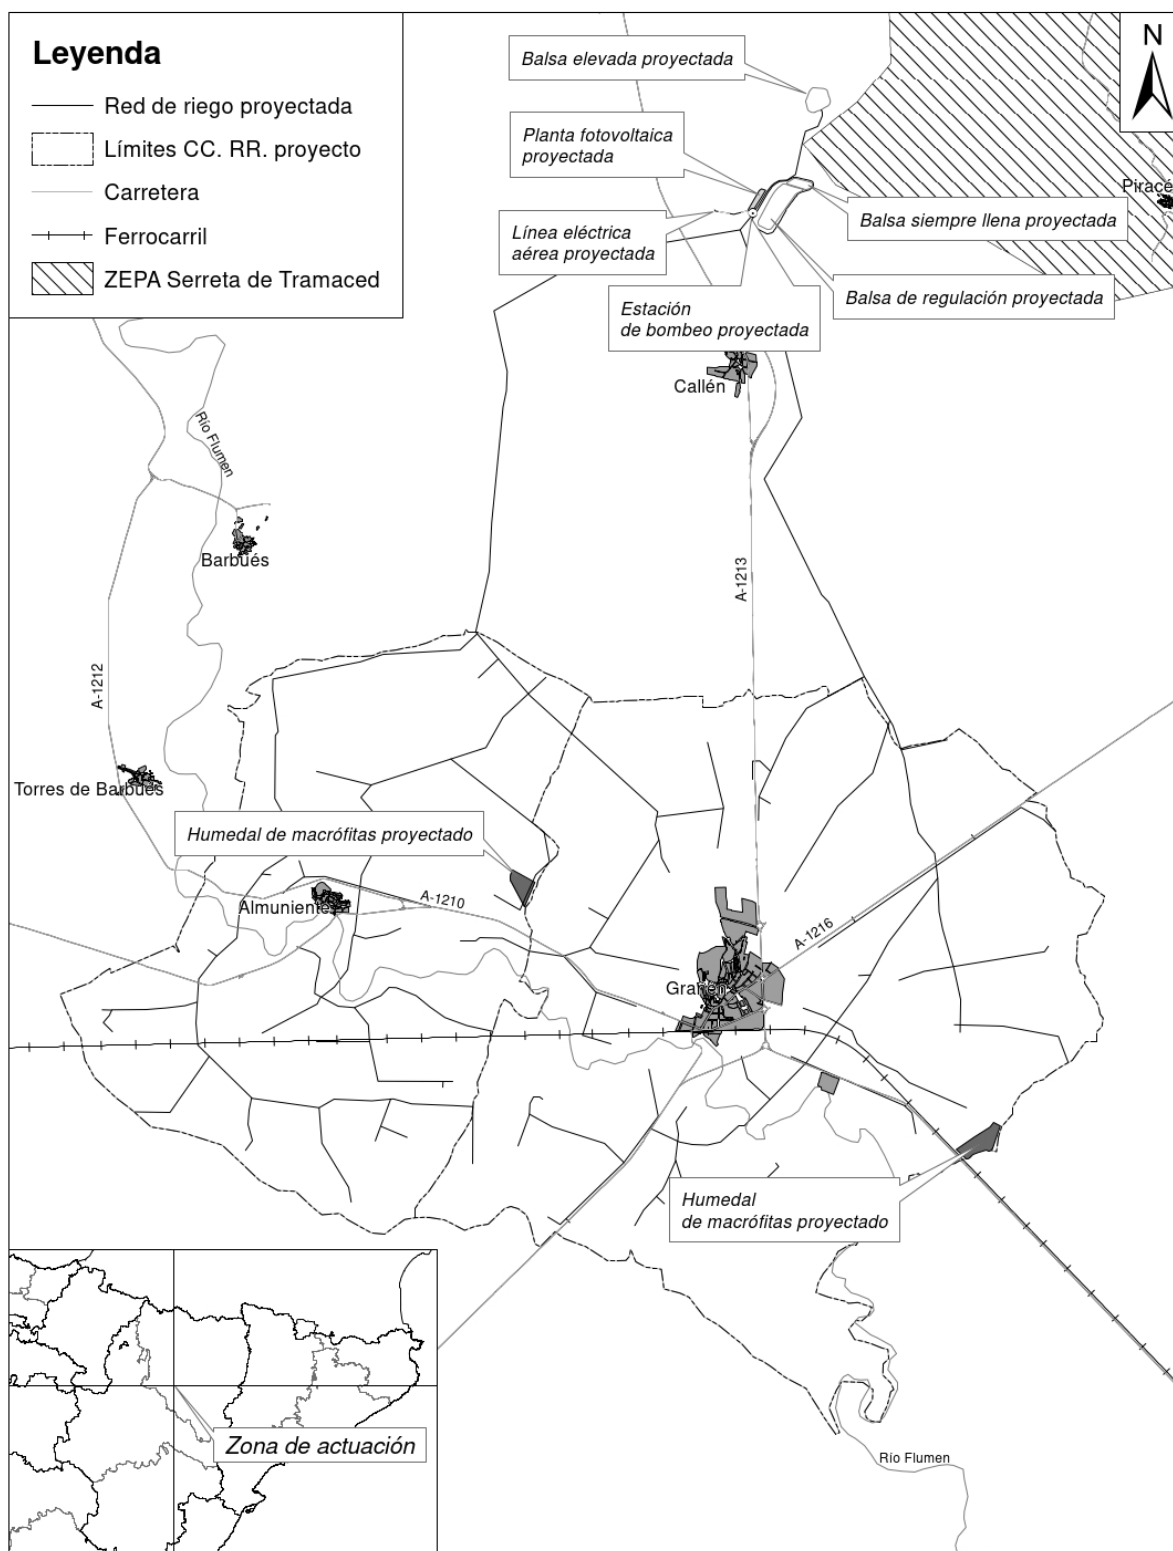 Leyenda
Red de riego proyectada
Límites CC. RR. proyecto
Carretera
Ferrocarril
ZEPA Serreta de Tramaced
N
Balsa elevada proyectada
Planta fotovoltaica
proyectada
Línea eléctrica
aérea proyectada
Balsa siempre llena proyectada
Balsa de regulación proyectada
Estación
de bombeo proyectada
Piracé
Callén
Río Flumen
Barbués
A-1213
A-1212
Torres de Barbués
Humedal de macrófitas proyectado
Almuniente
A-1210
A-1216
Grañén
Humedal
de macrófitas proyectado
Zona de actuación
Río Flumen